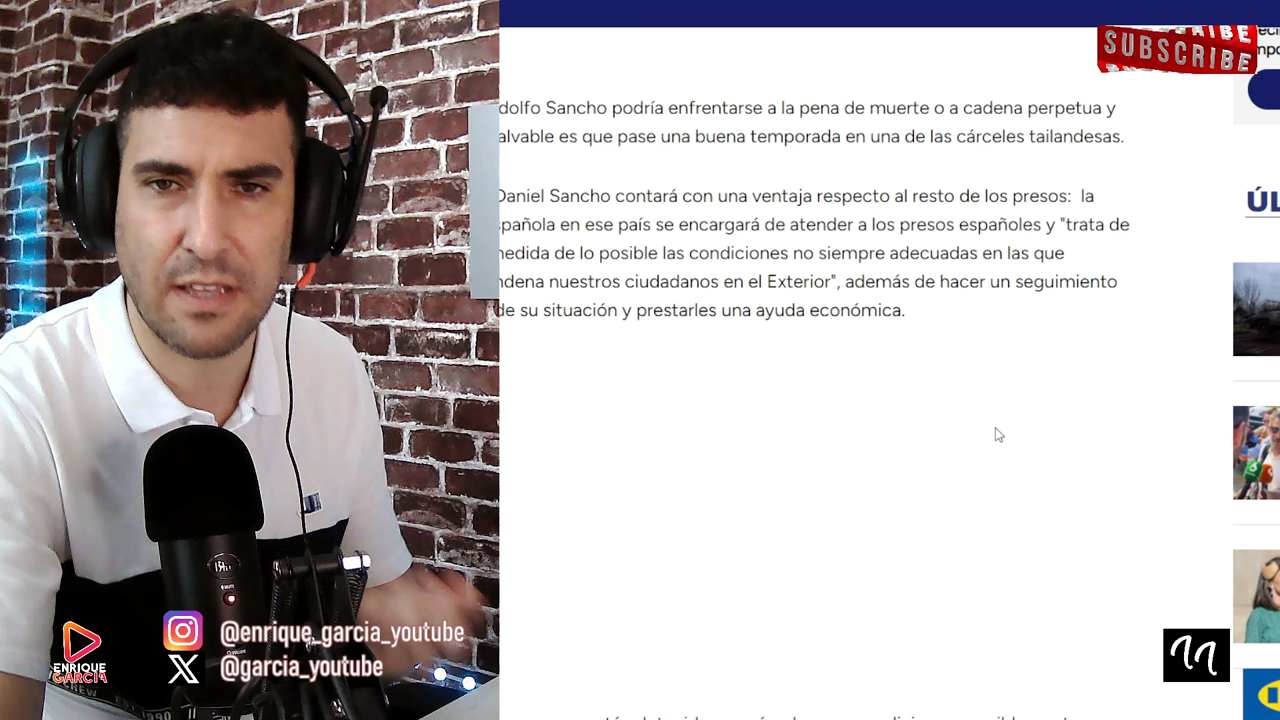 SUBSCRIBE
dolfo Sancho podría enfrentarse a la pena de muerte o a cadena perpetua y
alvable es que pase una buena temporada en una de las cárceles tailandesas.
Daniel Sancho contará con una ventaja respecto al resto de los presos: la
spañola en ese país se encargará de atender a los presos españoles y "trata de
nedida de lo posible las condiciones no siempre adecuadas en las que
ndena nuestros ciudadanos en el Exterior", además de hacer un seguimiento
de su situación y prestarles una ayuda económica.
ÚL
@enrique_garcia_youtube
@garcia_youtube
ENRIQUE
GARCIA